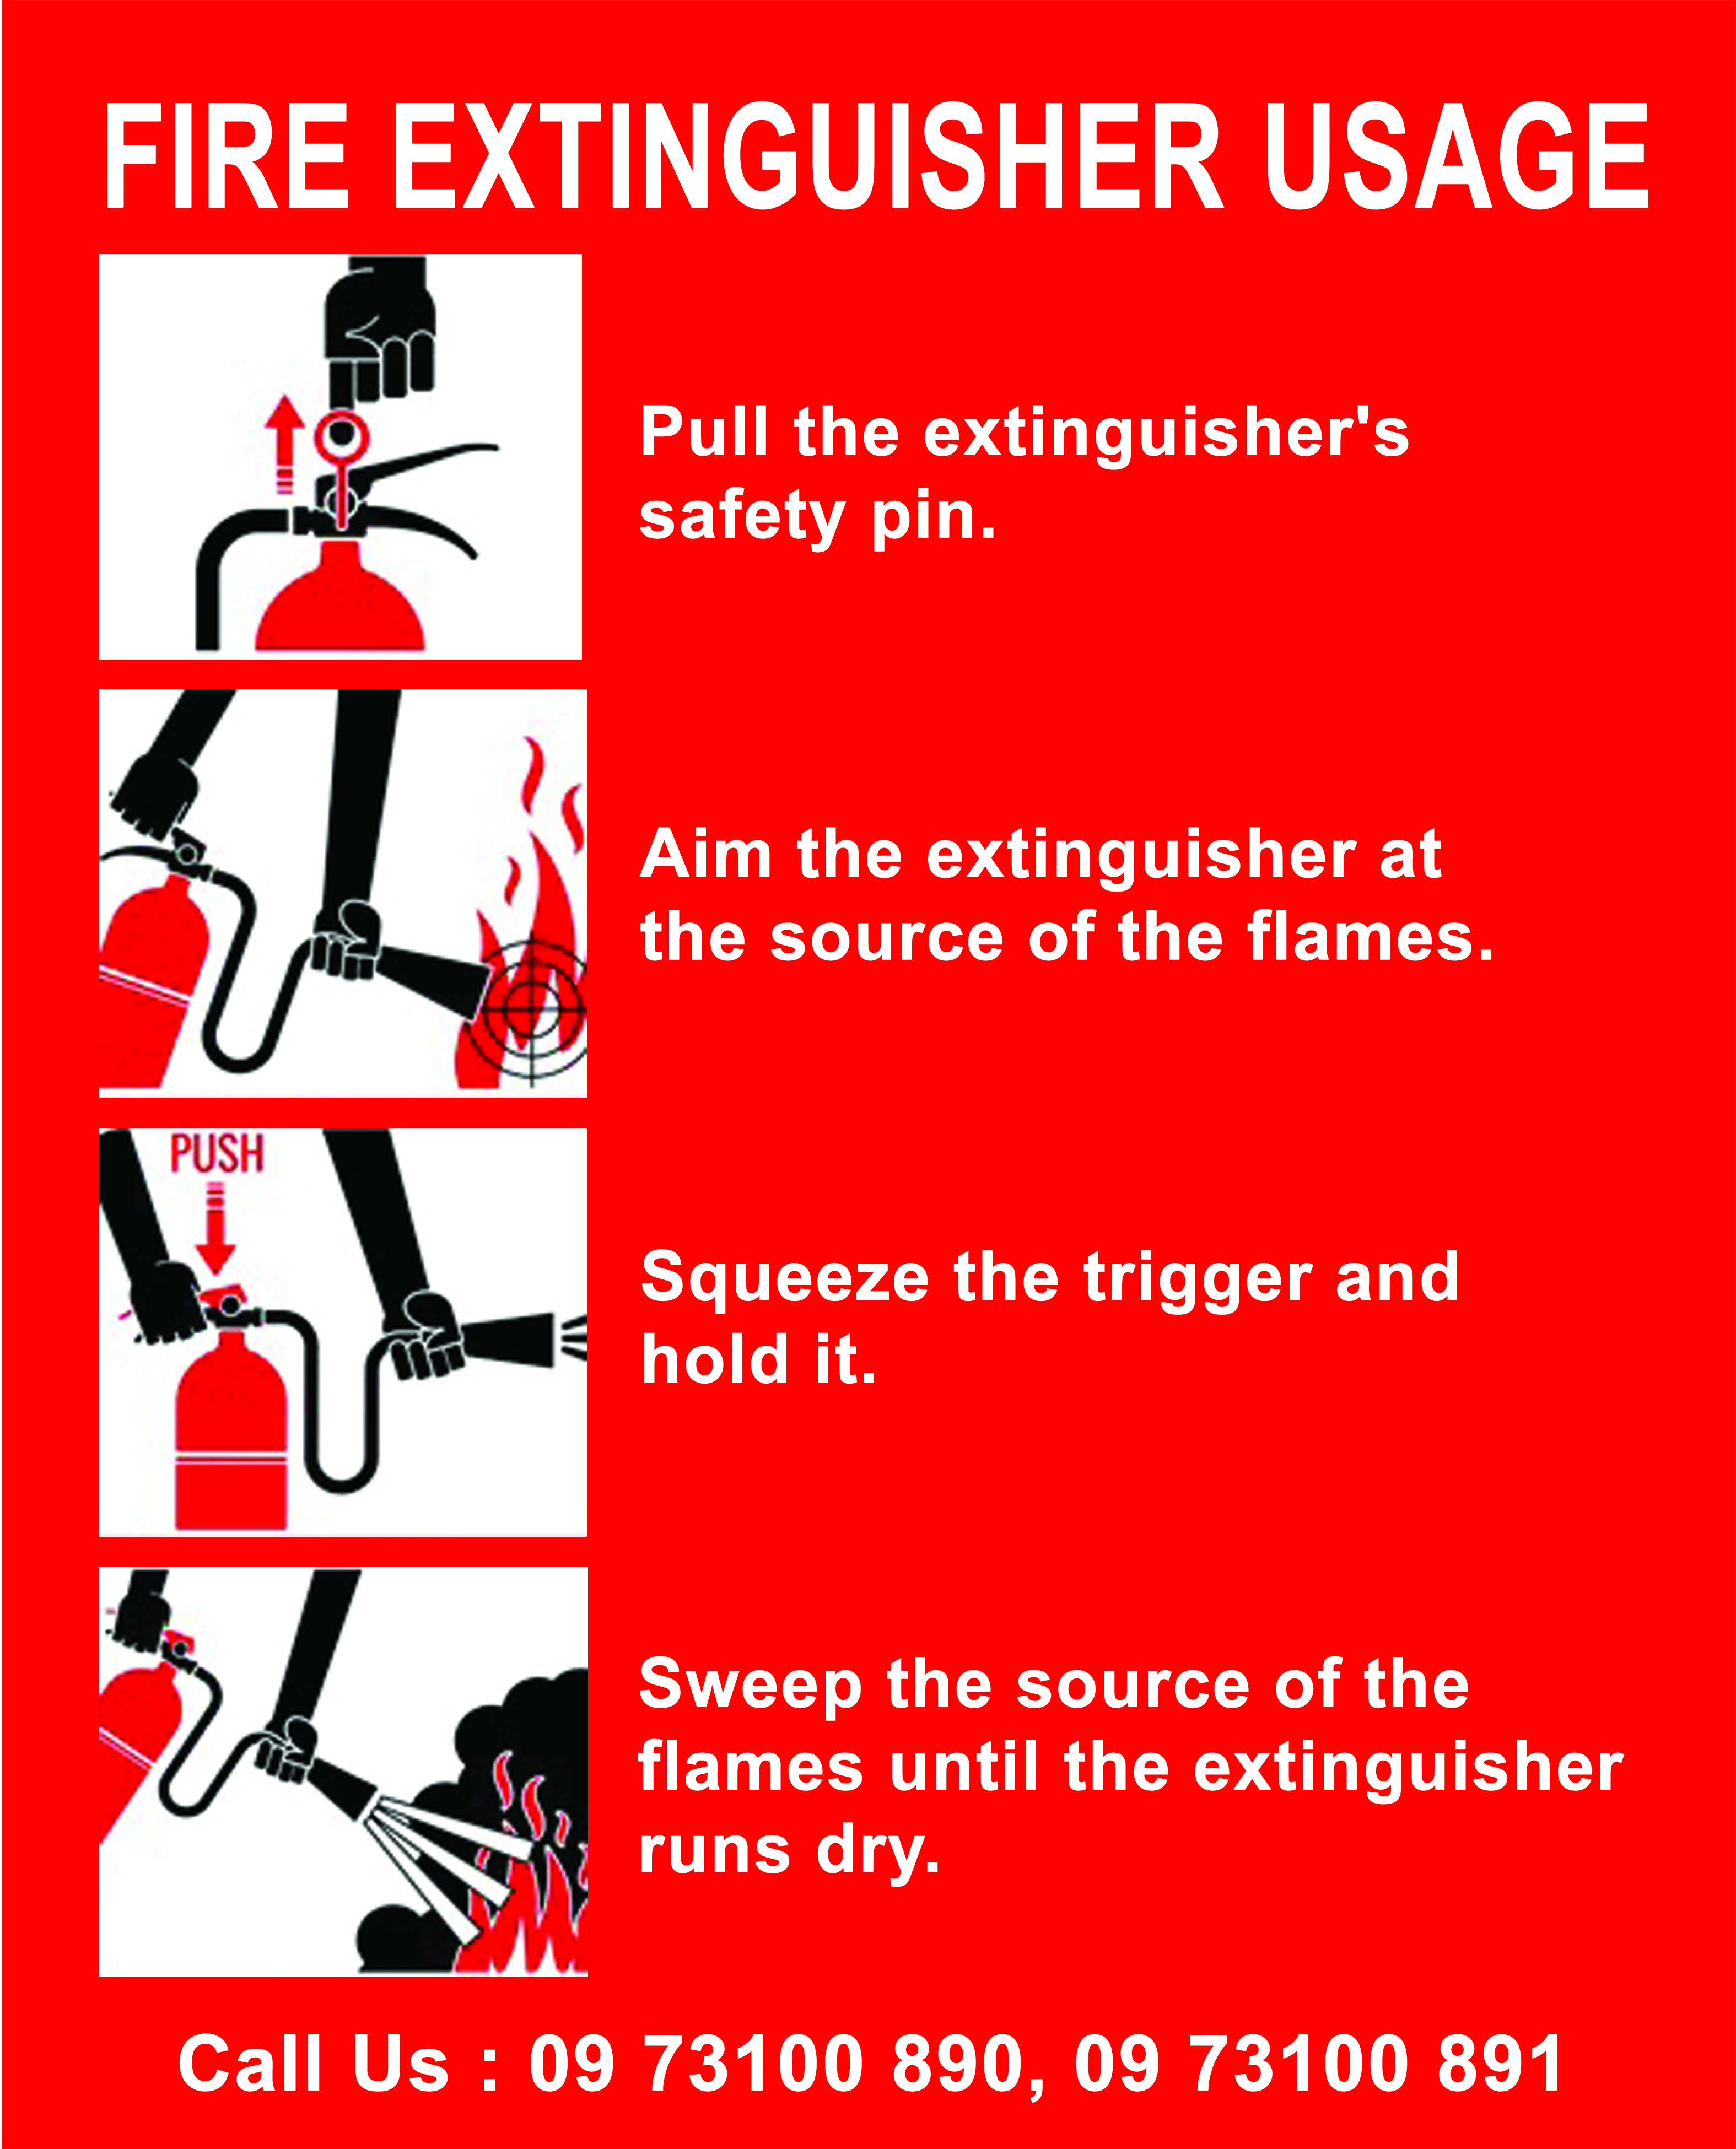 FIRE EXTINGUISHER USAGE
Pull the extinguisher's
safety pin.
Aim the extinguisher at
the source of the flames.
PUSH
Squeeze the trigger and
hold it.
Sweep the source of the
flames until the extinguisher
runs dry.
Call Us : 09 73100 890, 09 73100 891